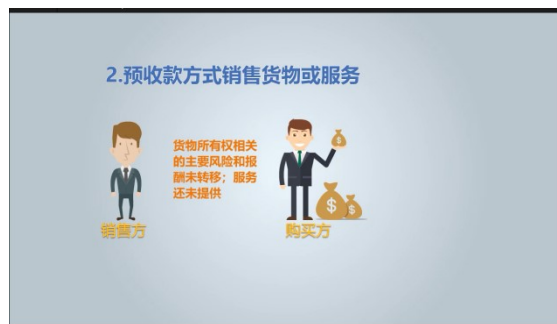 2.预收款方式销售货物或服务
货物所有权相关
的主要风险和报
酬未转移；服务
还未提供
$
$
$
销售方
购买方